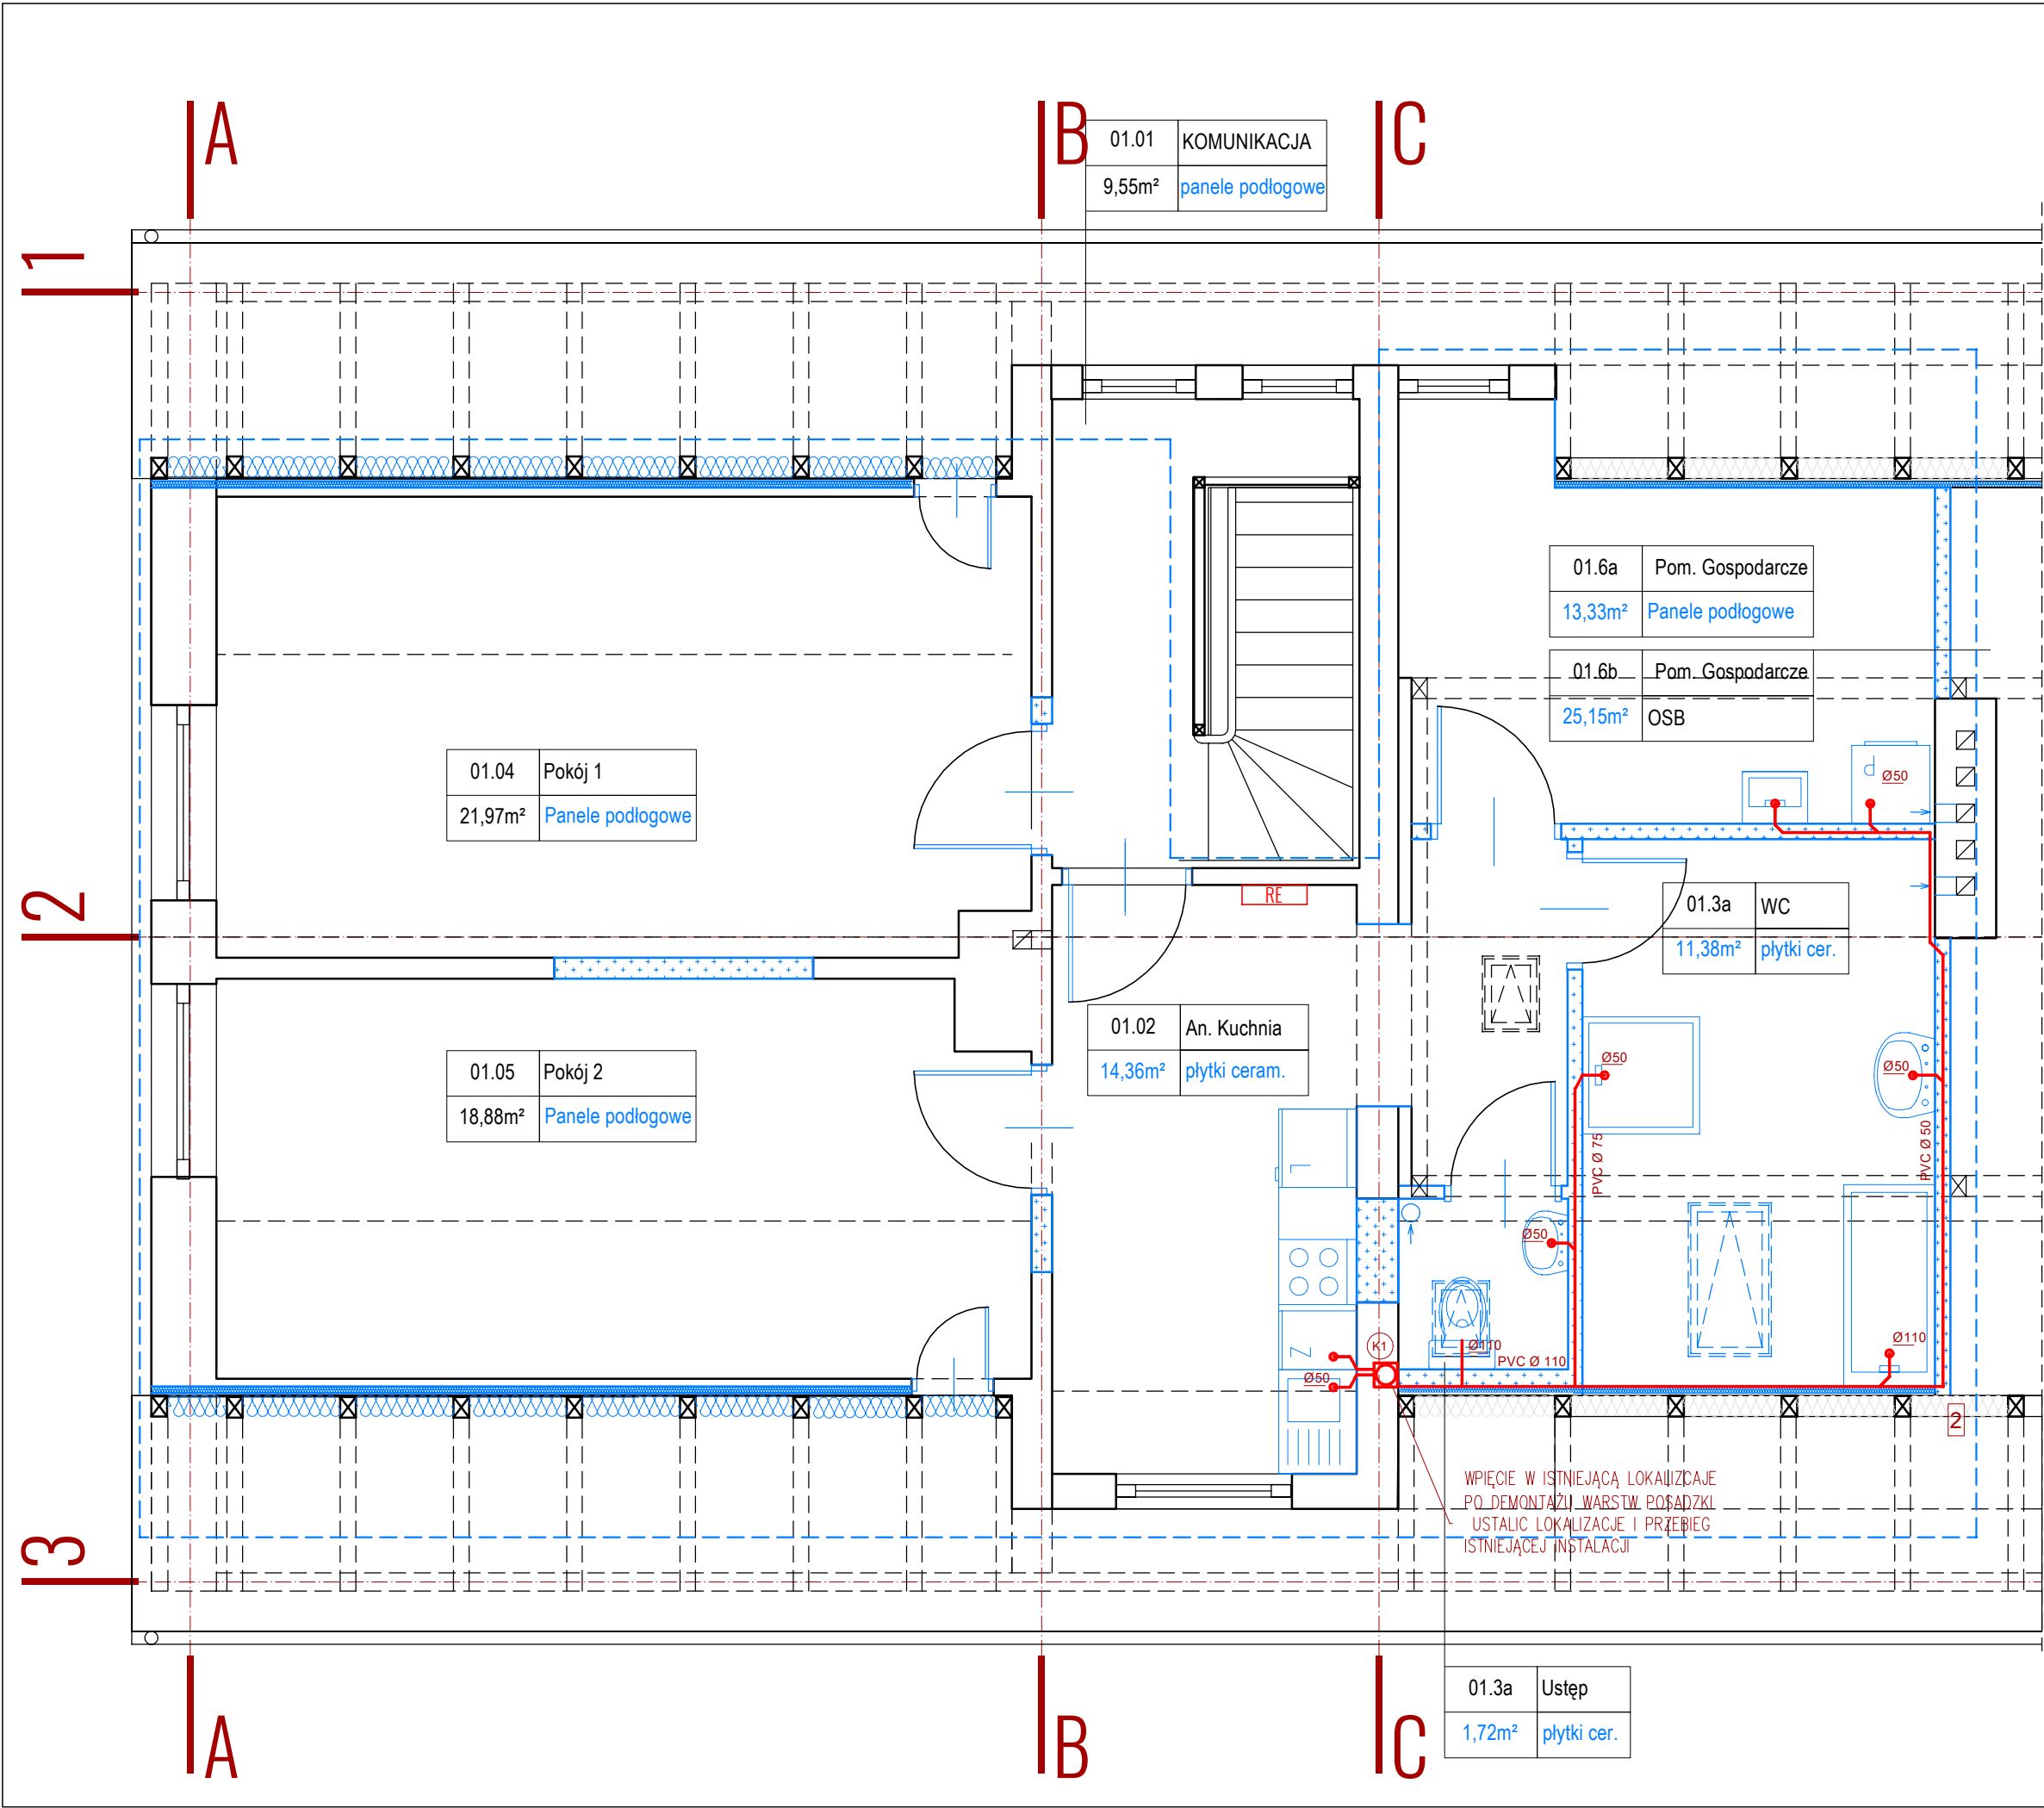 A
B
C
01.01 KOMUNIKACJA
9,55m² panele podłogowe
1
01.6a Pom. Gospodarcze
13,33m² Panele podłogowe
01.6b Pom. Gospodarcze
25,15m² OSB
01.04 Pokój 1
21,97m² Panele podłogowe
P
Ø50
2
RE
01.3a WC
11,38m² płytki cer.
01.02 An. Kuchnia
14,36m² płytki ceram.
01.05 Pokój 2
18,88m² Panele podłogowe
Ø50
Ø50
PVC Ø 75
PVC Ø 50
L
Ø50
Z
K1
Ø110
PVC Ø 110
Ø110
Ø50
2
WPIĘCIE W ISTNIEJĄCĄ LOKALIZCAJE
PO DEMONTAŻU WARSTW POSADZKI
USTALIC LOKALIZACJE I PRZEBIEG
ISTNIEJĄCEJ INSTALACJI
3
01.3a Ustęp
1,72m² płytki cer.
A
B
C